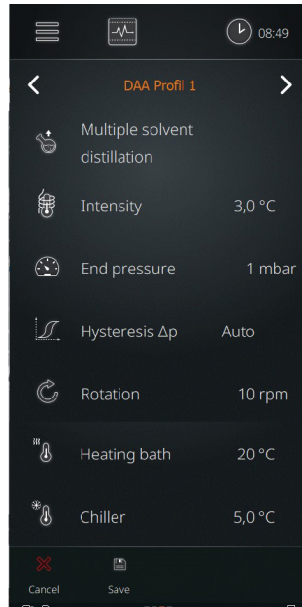 08:49
DAA Profil 1
Multiple solvent
distillation
Intensity 3,0 °C
End pressure 1 mbar
Hysteresis Δp Auto
Rotation 10 rpm
Heating bath 20 °C
Chiller 5,0 °C
Cancel Save